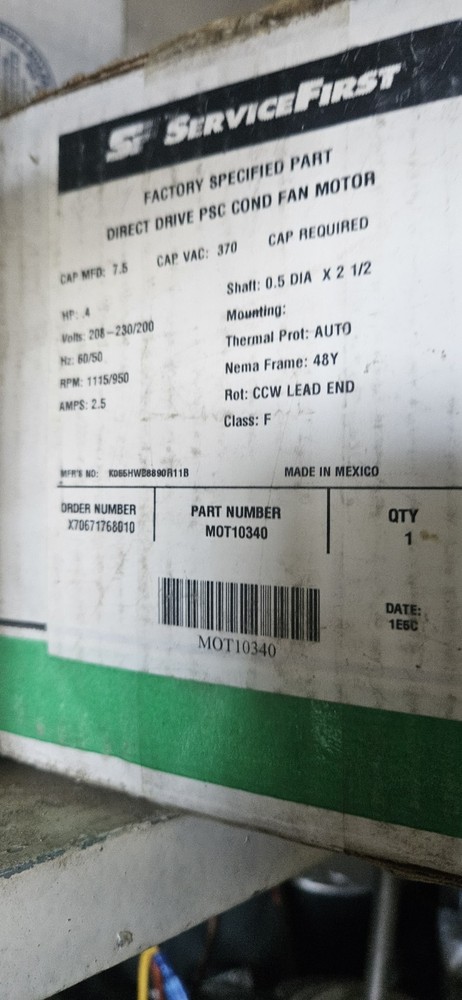 SF SERVICEFIRST
FACTORY SPECIFIED PART
DIRECT DRIVE PSC COND FAN MOTOR
CAP MFD: 7.5 CAP VAC: 370 CAP REQUIRED
HP: .4
Volts: 208-230/200
Hz: 60/50
RPM: 1115/950
AMPS: 2.5
Shaft: 0.5 DIA X 2 1/2
Mounting:
Thermal Prot: AUTO
Nema Frame: 48Y
Rot: CCW LEAD END
Class: F
MFR'S NO: MADE IN MEXICO
ORDER NUMBER
X70671768010
PART NUMBER
MOT10340
QTY
1
MOT10340
DATE: